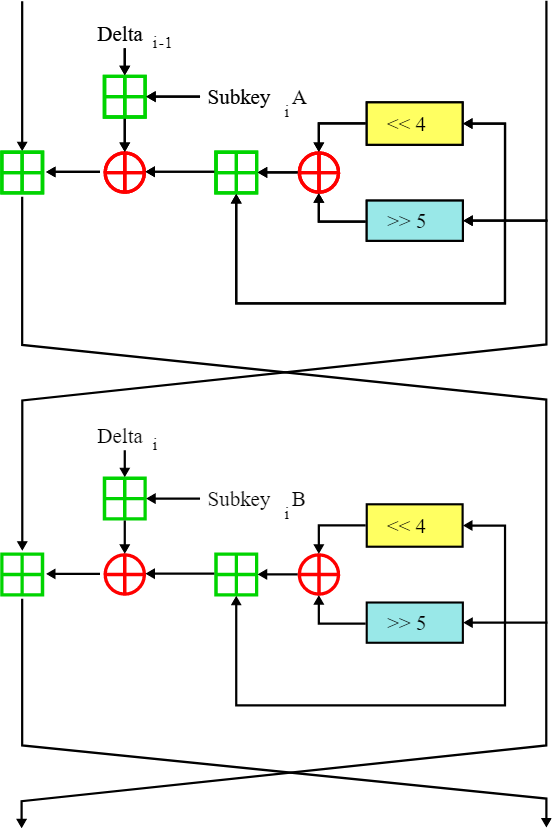 Delta i-1
Subkey iA
<< 4
>> 5
Delta i
Subkey iB
<< 4
>> 5